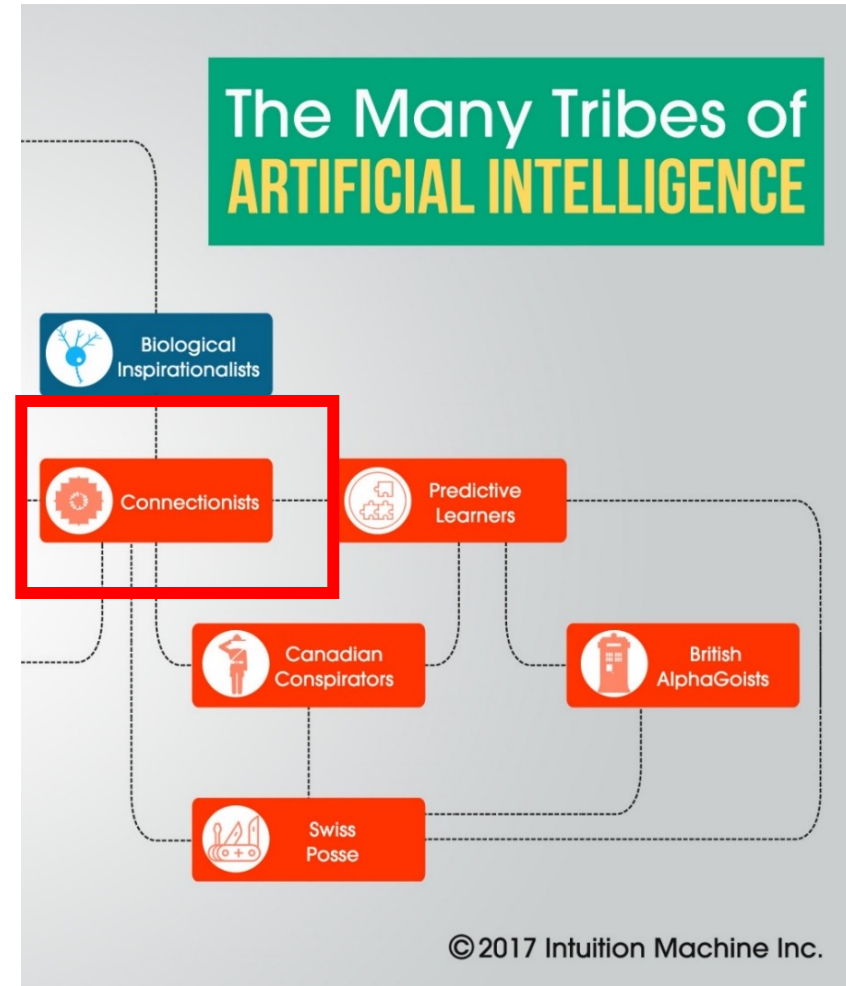 The Many Tribes of
ARTIFICIAL INTELLIGENCE
Biological
Inspirationalists
Connectionists
Predictive
Learners
Canadian
Conspirators
British
AlphaGoists
Swiss
Posse
©2017 Intuition Machine Inc.